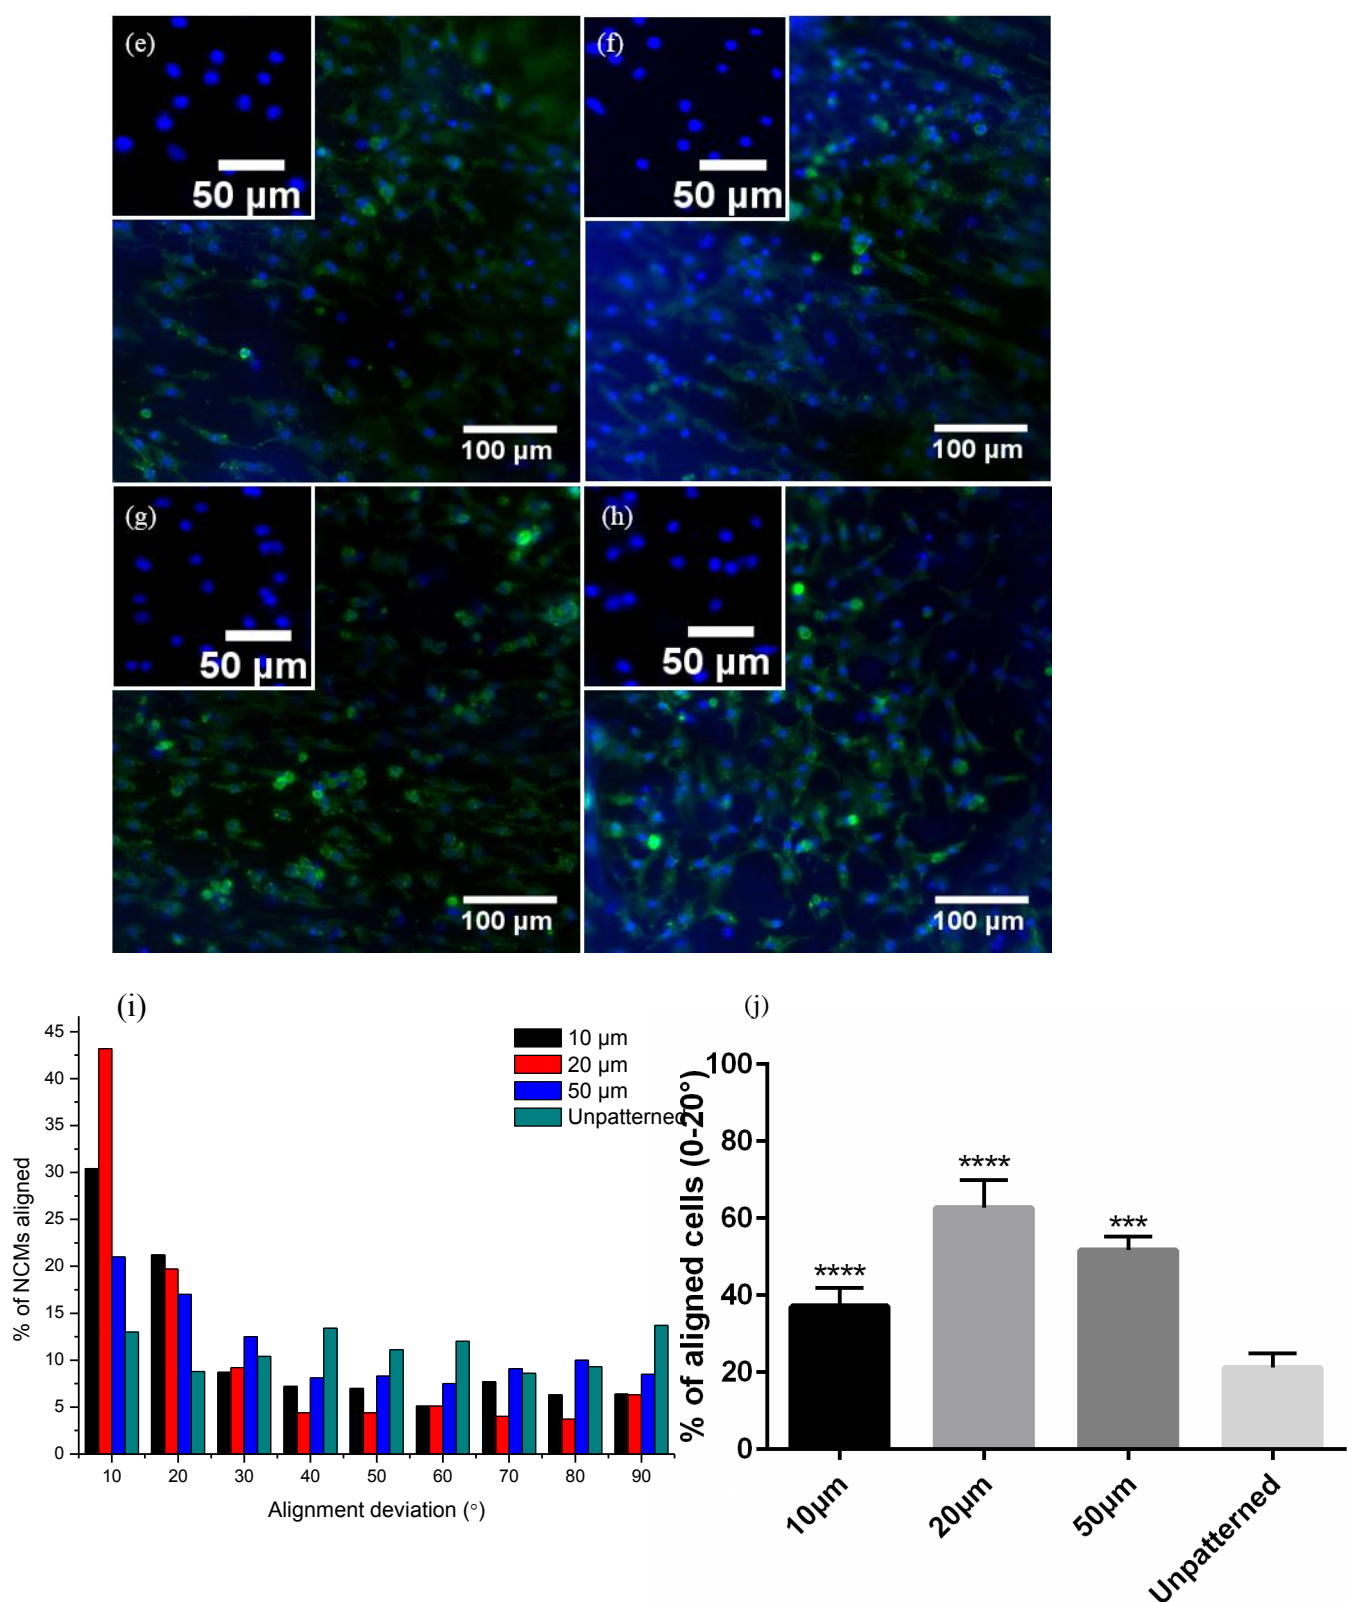 (e)
50 µm
100 µm
(f)
50 µm
100 µm
(g)
50 µm
100 µm
(h)
50 µm
100 µm
(i)
45
40
35
30
25
20
15
10
5
0
% of NCMs aligned
10 µm
20 µm
50 µm
Unpatterned
10 20 30 40 50 60 70 80 90
Alignment deviation (°)
(j)
100
80
60
40
20
0
% of aligned cells (0-20°)
****
****
***
10µm
20µm
50µm
Unpatterned